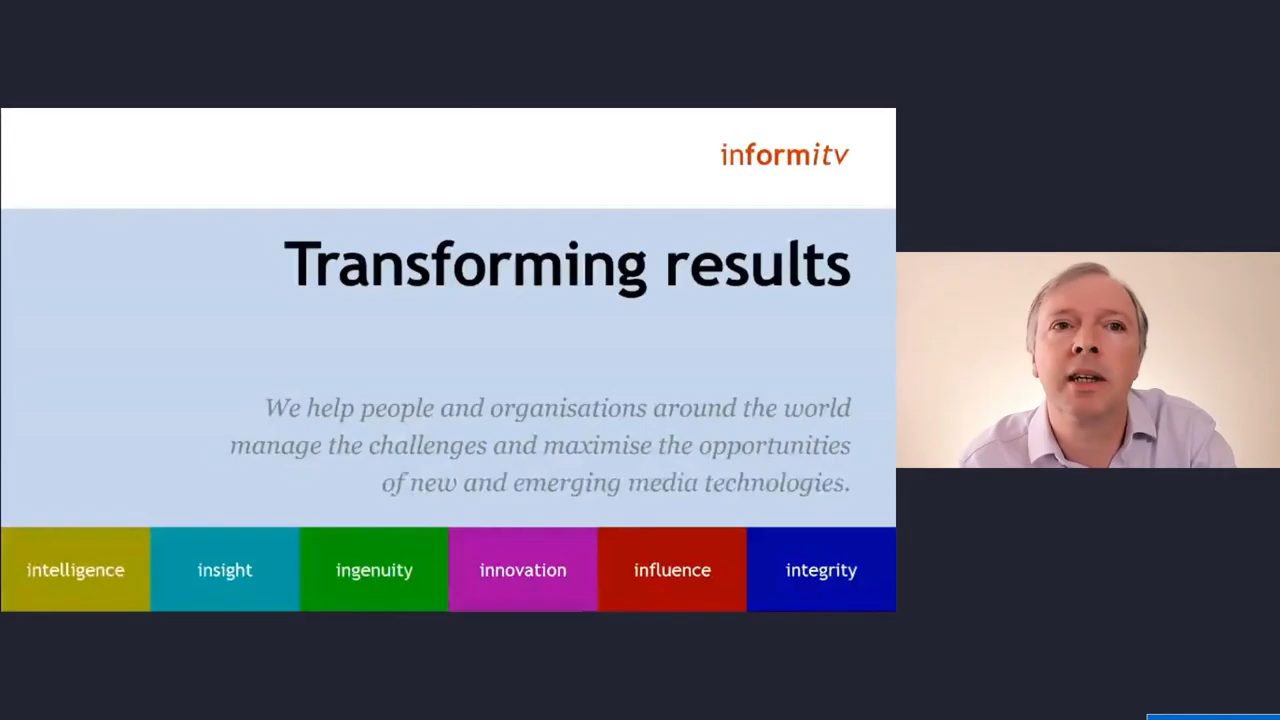 informitv
Transforming results
We help people and organisations around the world
manage the challenges and maximise the opportunities
of new and emerging media technologies.
intelligence insight ingenuity innovation influence integrity